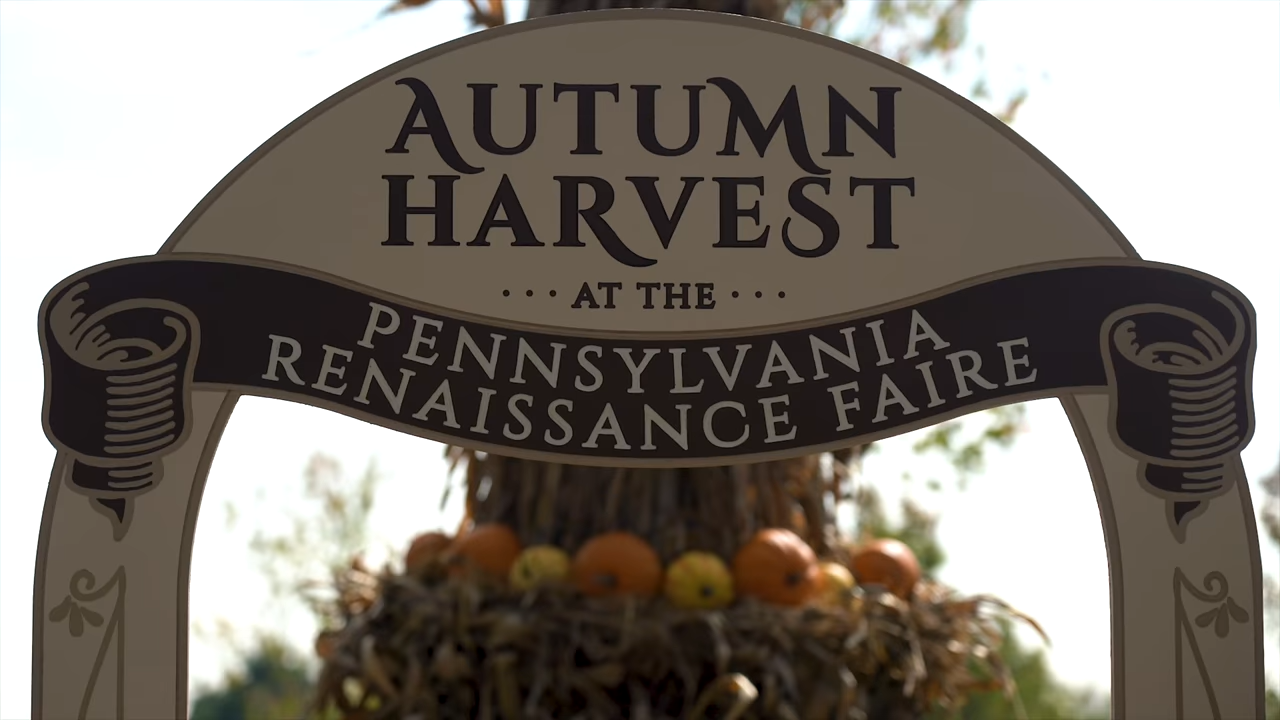 AUTUMN
HARVEST
···AT THE···
PENNSYLVANIA
RENAISSANCE FAIRE